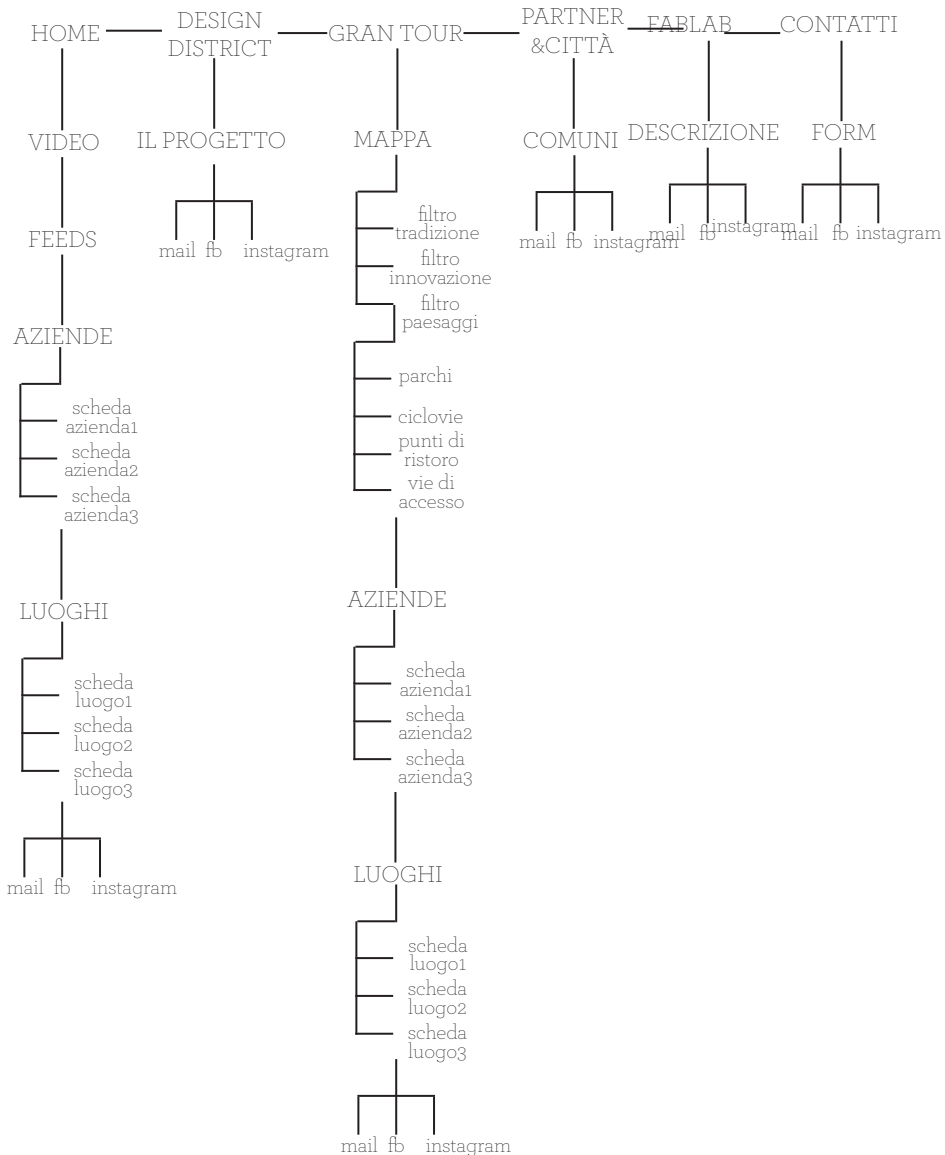 HOME
DESIGN
DISTRICT
GRAN TOUR
PARTNER
&CITTÀ
FABLAB
CONTATTI
VIDEO
FEEDS
AZIENDE
scheda
azienda1
scheda
azienda2
scheda
azienda3
LUOGHI
scheda
luogo1
scheda
luogo2
scheda
luogo3
mail fb instagram
IL PROGETTO
mail fb instagram
MAPPA
filtro
tradizione
filtro
innovazione
filtro
paesaggi
parchi
ciclovie
punti di
ristoro
vie di
accesso
AZIENDE
scheda
azienda1
scheda
azienda2
scheda
azienda3
LUOGHI
scheda
luogo1
scheda
luogo2
scheda
luogo3
mail fb instagram
COMUNI
mail fb instagram
DESCRIZIONE
mail fb instagram
FORM
mail fb instagram